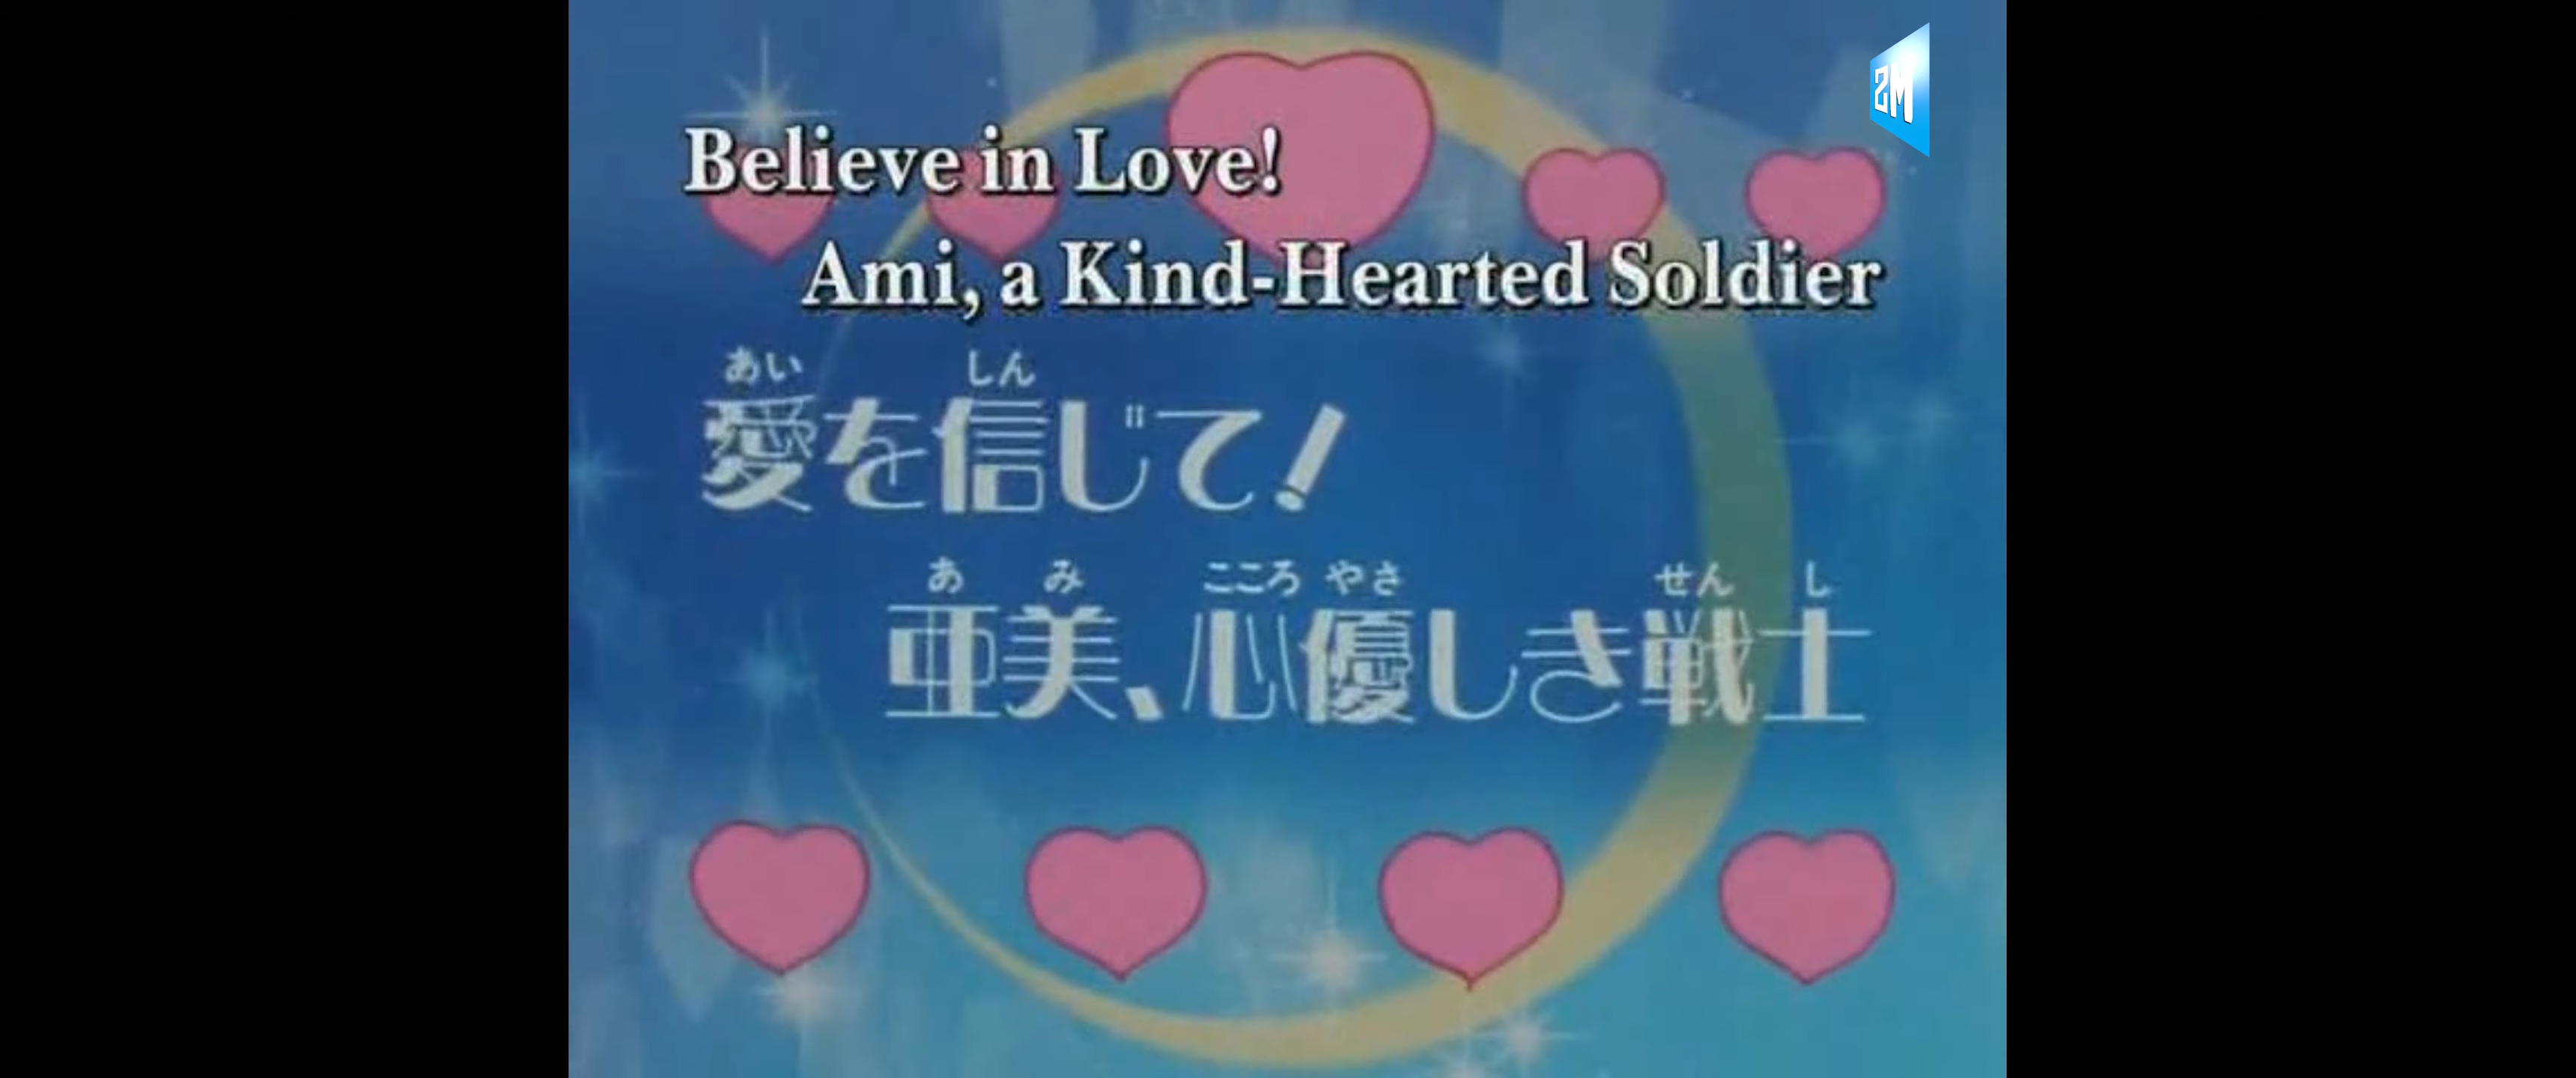 2M
Believe in Love!
Ami, a Kind-Hearted Soldier
あい しん
愛を信じて!
あ み こころ やさ せん し
亜美、心優しき戦士